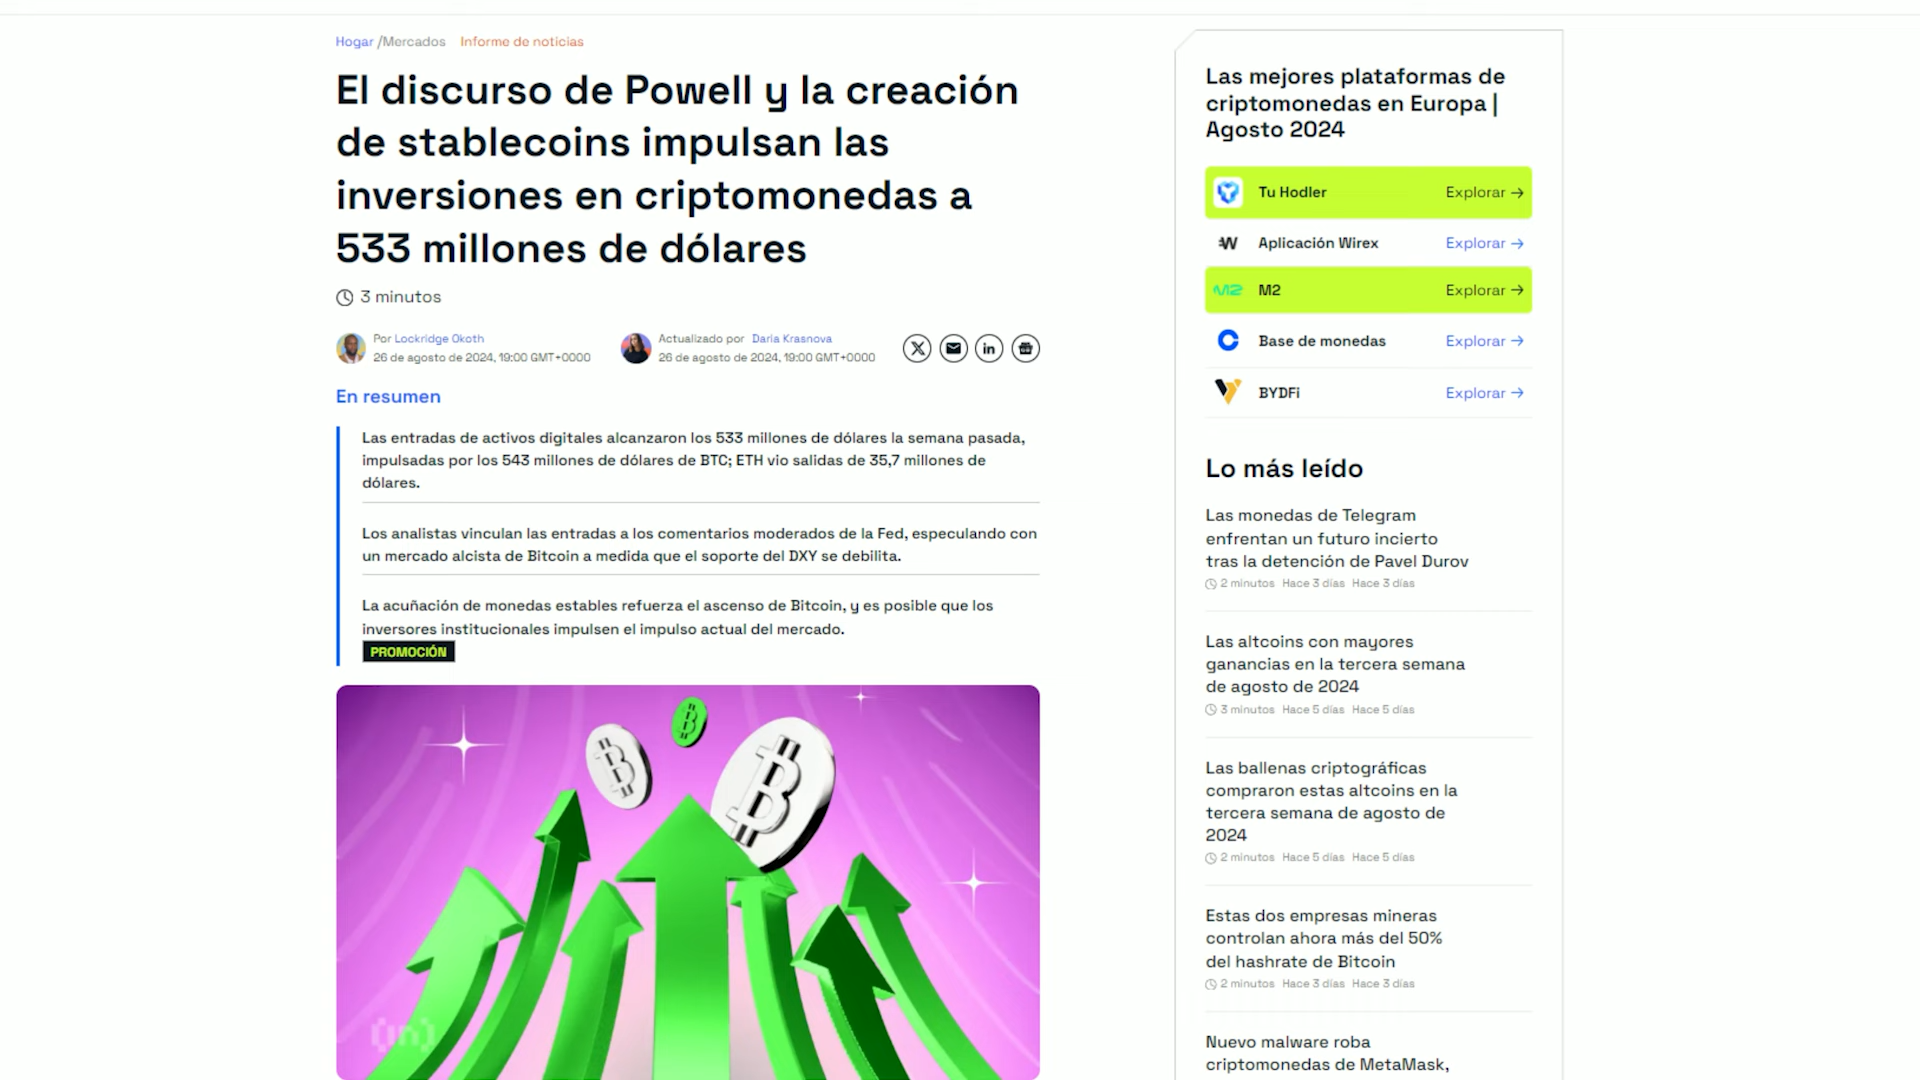 Hogar /Mercados Informe de noticias
El discurso de Powell y la creación
de stablecoins impulsan las
inversiones en criptomonedas a
533 millones de dólares
3 minutos
Por Lockridge Okoth
26 de agosto de 2024, 19:00 GMT+0000
Actualizado por Daria Krasnova
26 de agosto de 2024, 19:00 GMT+0000
En resumen
Las entradas de activos digitales alcanzaron los 533 millones de dólares la semana pasada,
impulsadas por los 543 millones de dólares de BTC; ETH vio salidas de 35,7 millones de
dólares.
Los analistas vinculan las entradas a los comentarios moderados de la Fed, especulando con
un mercado alcista de Bitcoin a medida que el soporte del DXY se debilita.
La acuñación de monedas estables refuerza el ascenso de Bitcoin, y es posible que los
inversores institucionales impulsen el impulso actual del mercado.
PROMOCIÓN
(in)
Las mejores plataformas de
criptomonedas en Europa |
Agosto 2024
Tu Hodler Explorar →
Aplicación Wirex Explorar →
M2 M2 Explorar →
Base de monedas Explorar →
BYDFi Explorar →
Lo más leído
Las monedas de Telegram
enfrentan un futuro incierto
tras la detención de Pavel Durov
2 minutos Hace 3 días Hace 3 días
Las altcoins con mayores
ganancias en la tercera semana
de agosto de 2024
3 minutos Hace 5 días Hace 5 días
Las ballenas criptográficas
compraron estas altcoins en la
tercera semana de agosto de
2024
2 minutos Hace 5 días Hace 5 días
Estas dos empresas mineras
controlan ahora más del 50%
del hashrate de Bitcoin
2 minutos Hace 3 días Hace 3 días
Nuevo malware roba
criptomonedas de MetaMask,